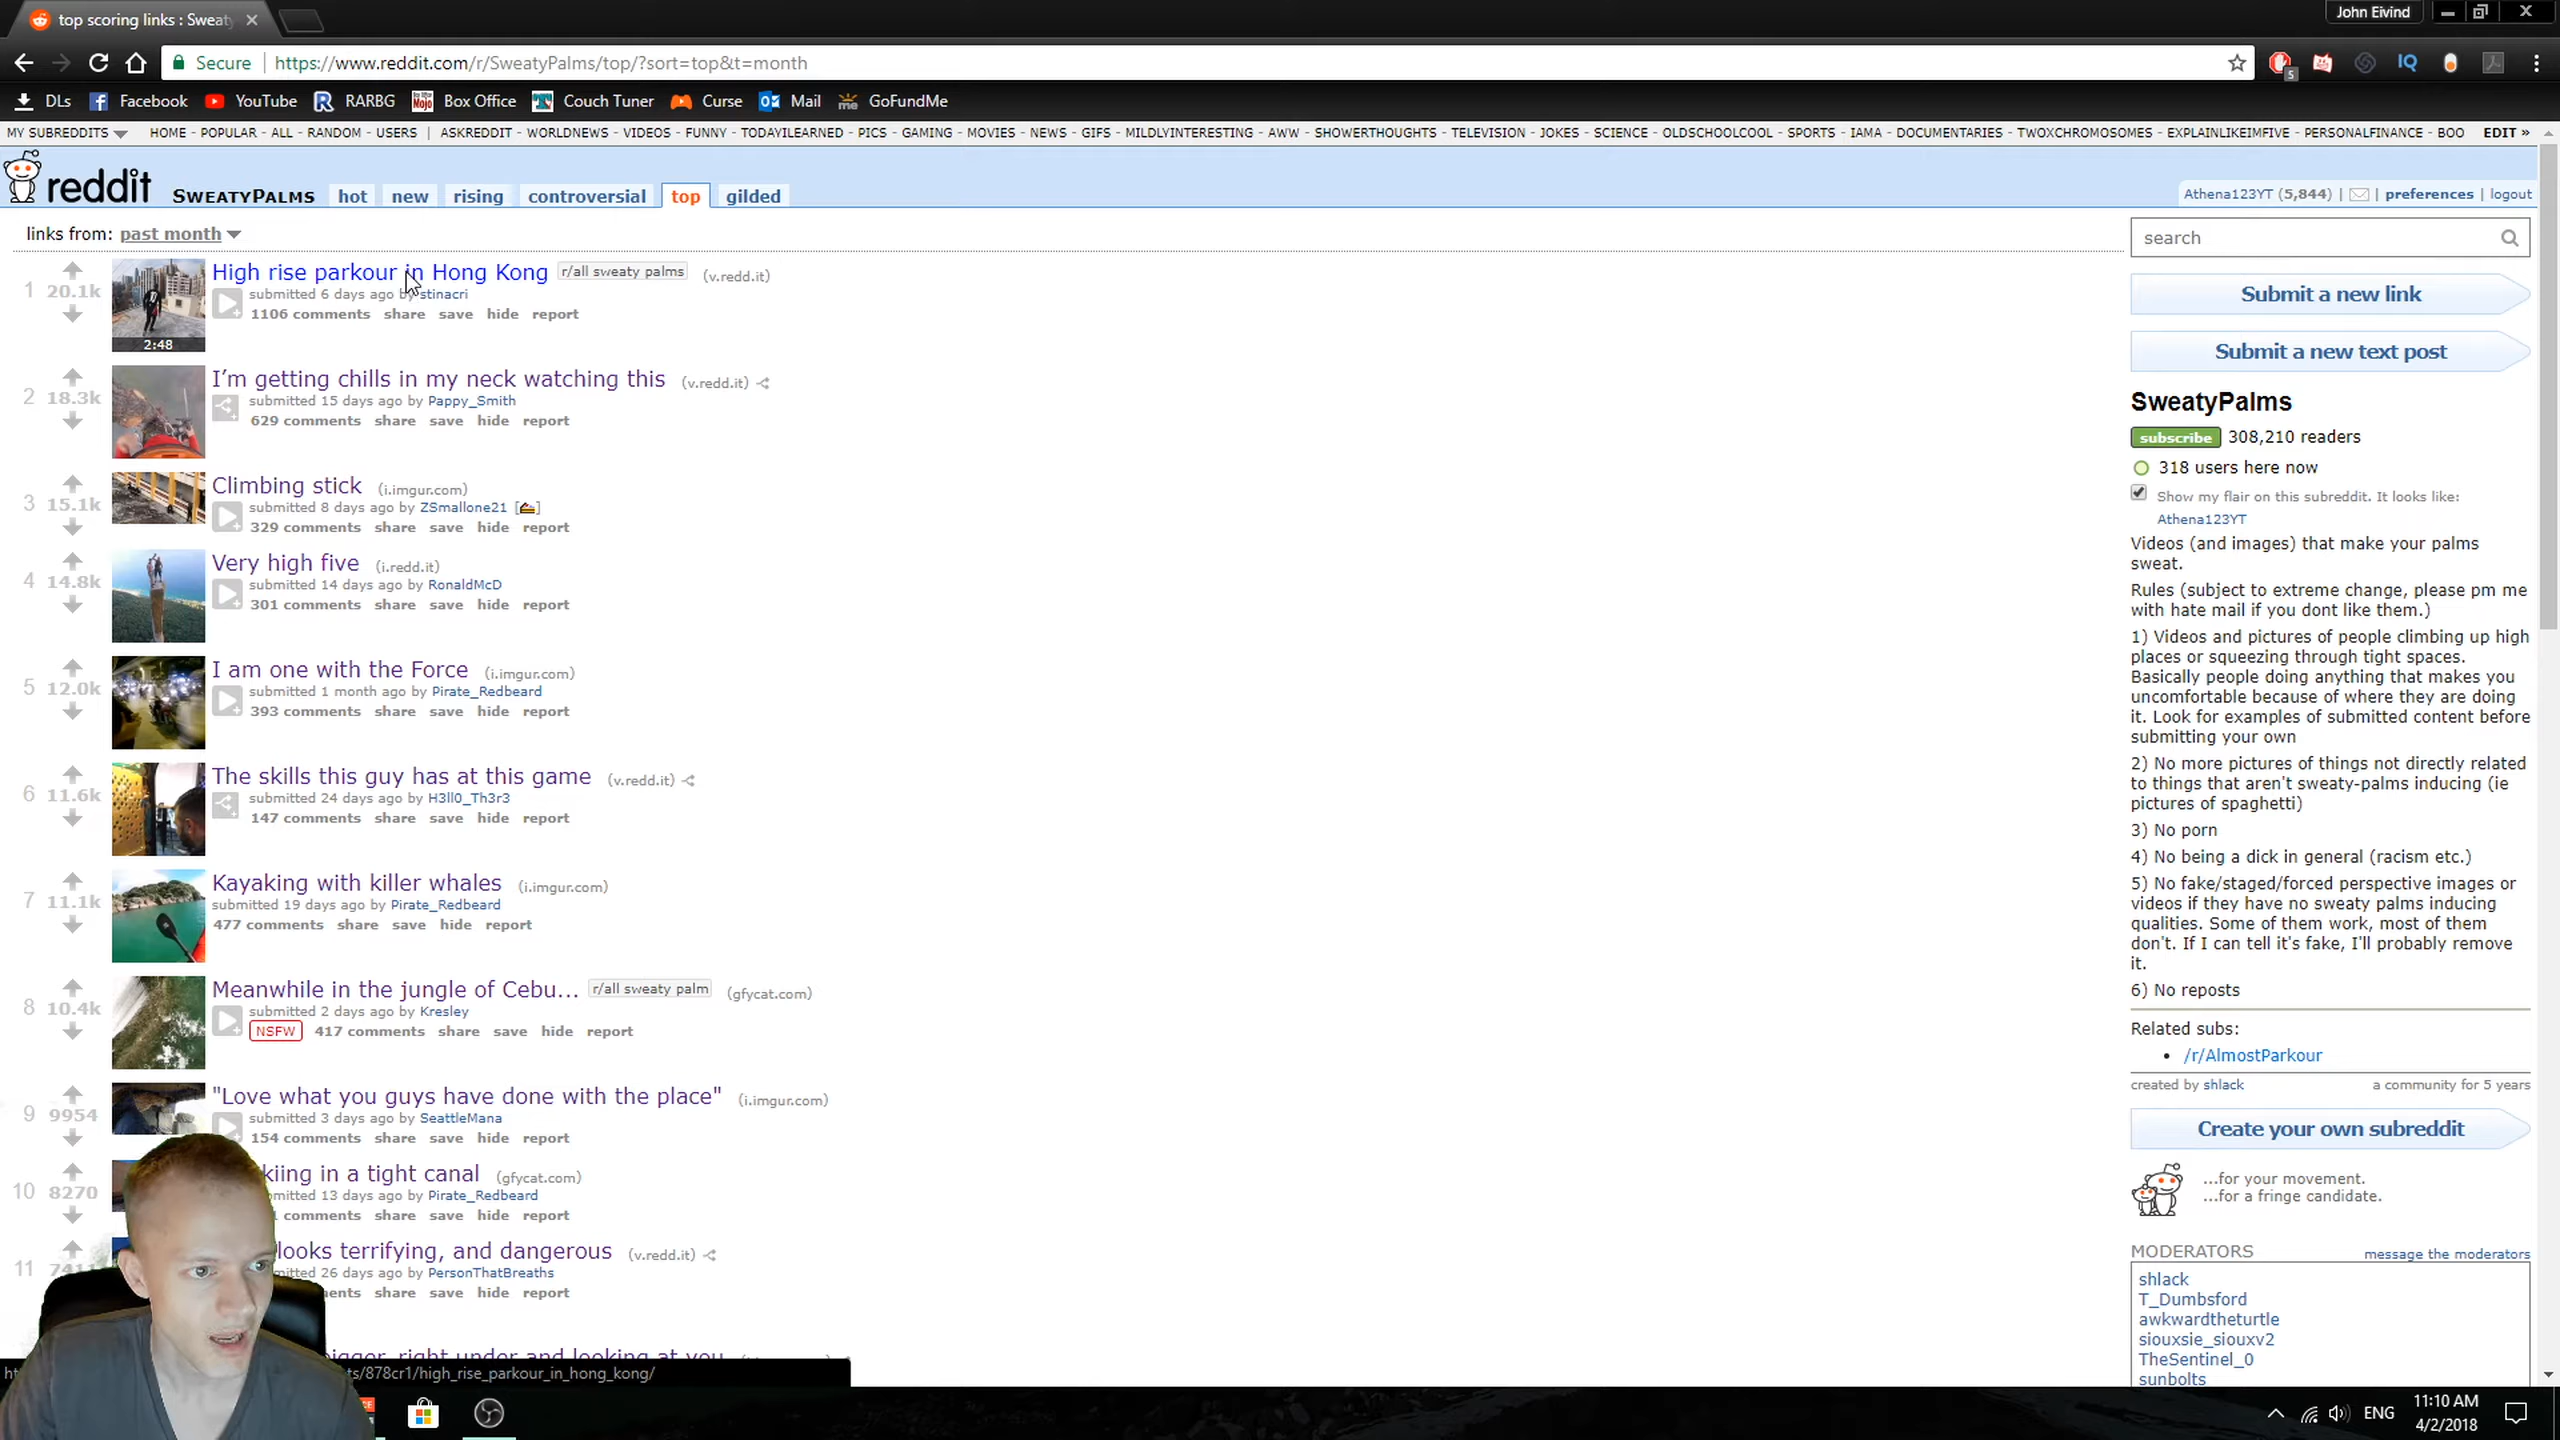 top scoring links : Sweat
John Eivind
Secure https://www.reddit.com/r/SweatyPalms/top/?sort=top&t=month
5
IQ
DLs Facebook YouTube RARBG Box Office Couch Tuner Curse Mail GoFundMe
MY SUBREDDITS HOME - POPULAR - ALL - RANDOM - USERS | ASKREDDIT - WORLDNEWS - VIDEOS - FUNNY - TODAYILEARNED - PICS - GAMING - MOVIES - NEWS - GIFS - MILDLYINTERESTING - AWW - SHOWERTHOUGHTS - TELEVISION - JOKES - SCIENCE - OLDSCHOOLCOOL - SPORTS - IAMA - DOCUMENTARIES - TWOXCHROMOSOMES - EXPLAINLIKEIMFIVE - PERSONALFINANCE - BOO EDIT »
reddit SWEATYPALMS hot new rising controversial top gilded
Athena123YT (5,844) | | preferences | logout
links from: past month
1 20.1k
High rise parkour in Hong Kong r/all sweaty palms (v.redd.it)
submitted 6 days ago by stinacri
1106 comments share save hide report
2:48
2 18.3k
I’m getting chills in my neck watching this (v.redd.it)
submitted 15 days ago by Pappy_Smith
629 comments share save hide report
3 15.1k
Climbing stick (i.imgur.com)
submitted 8 days ago by ZSmallone21
329 comments share save hide report
4 14.8k
Very high five (i.redd.it)
submitted 14 days ago by RonaldMcD
301 comments share save hide report
5 12.0k
I am one with the Force (i.imgur.com)
submitted 1 month ago by Pirate_Redbeard
393 comments share save hide report
6 11.6k
The skills this guy has at this game (v.redd.it)
submitted 24 days ago by H3ll0_Th3r3
147 comments share save hide report
7 11.1k
Kayaking with killer whales (i.imgur.com)
submitted 19 days ago by Pirate_Redbeard
477 comments share save hide report
8 10.4k
Meanwhile in the jungle of Cebu... r/all sweaty palm (gfycat.com)
submitted 2 days ago by Kresley
NSFW 417 comments share save hide report
9 9954
"Love what you guys have done with the place" (i.imgur.com)
submitted 3 days ago by SeattleMana
154 comments share save hide report
10 8270
kiing in a tight canal (gfycat.com)
mitted 13 days ago by Pirate_Redbeard
comments share save hide report
11
looks terrifying, and dangerous (v.redd.it)
mitted 26 days ago by PersonThatBreaths
ents share save hide report
bigger, right under and looking at you
ts/878cr1/high_rise_parkour_in_hong_kong/
search
Submit a new link
Submit a new text post
SweatyPalms
subscribe 308,210 readers
318 users here now
Show my flair on this subreddit. It looks like:
Athena123YT
Videos (and images) that make your palms
sweat.
Rules (subject to extreme change, please pm me
with hate mail if you dont like them.)
1) Videos and pictures of people climbing up high
places or squeezing through tight spaces.
Basically people doing anything that makes you
uncomfortable because of where they are doing
it. Look for examples of submitted content before
submitting your own
2) No more pictures of things not directly related
to things that aren't sweaty-palms inducing (ie
pictures of spaghetti)
3) No porn
4) No being a dick in general (racism etc.)
5) No fake/staged/forced perspective images or
videos if they have no sweaty palms inducing
qualities. Some of them work, most of them
don't. If I can tell it's fake, I'll probably remove
it.
6) No reposts
Related subs:
• /r/AlmostParkour
created by shlack a community for 5 years
Create your own subreddit
...for your movement.
...for a fringe candidate.
MODERATORS message the moderators
shlack
T_Dumbsford
awkwardtheturtle
siouxsie_siouxv2
TheSentinel_0
sunbolts
ENG
11:10 AM
4/2/2018